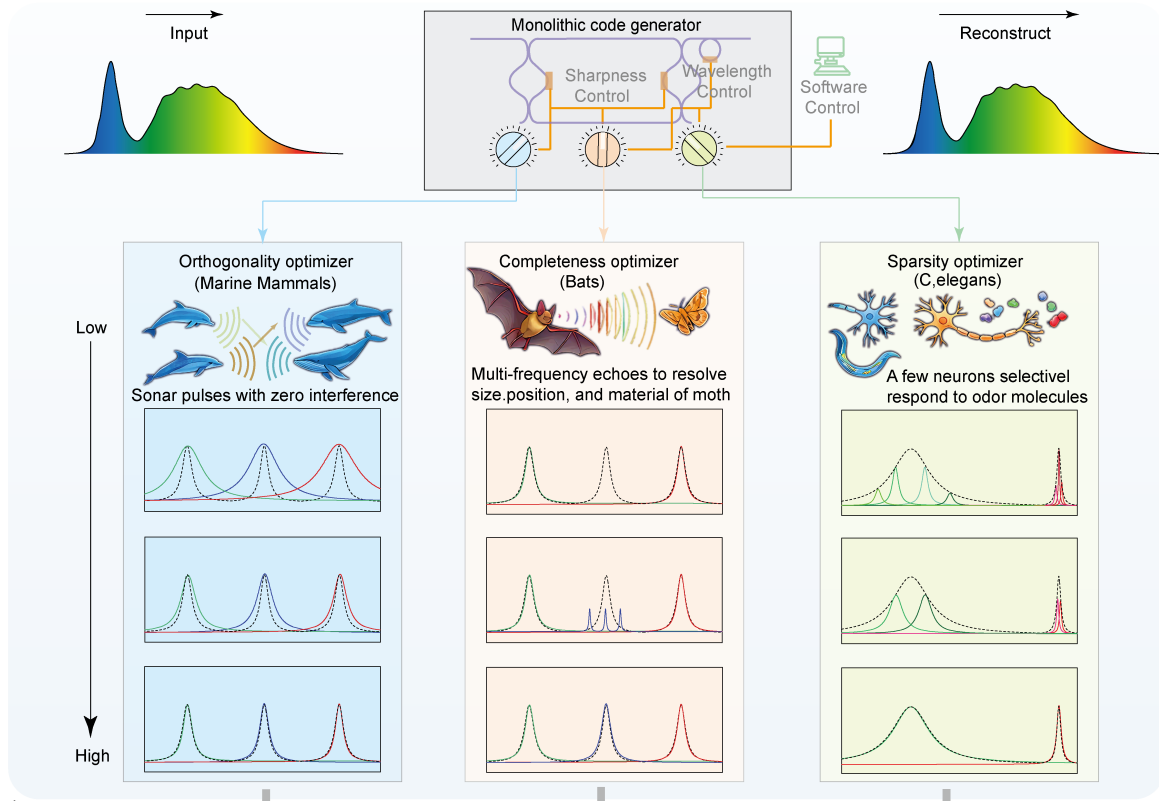 Input
Monolithic code generator
Reconstruct
Sharpness
Control
Wavelength
Control
Software
Control
Orthogonality optimizer
(Marine Mammals)
Completeness optimizer
(Bats)
Sparsity optimizer
(C,elegans)
Low
Sonar pulses with zero interference
Multi-frequency echoes to resolve
size.position, and material of moth
A few neurons selectivel
respond to odor molecules
High